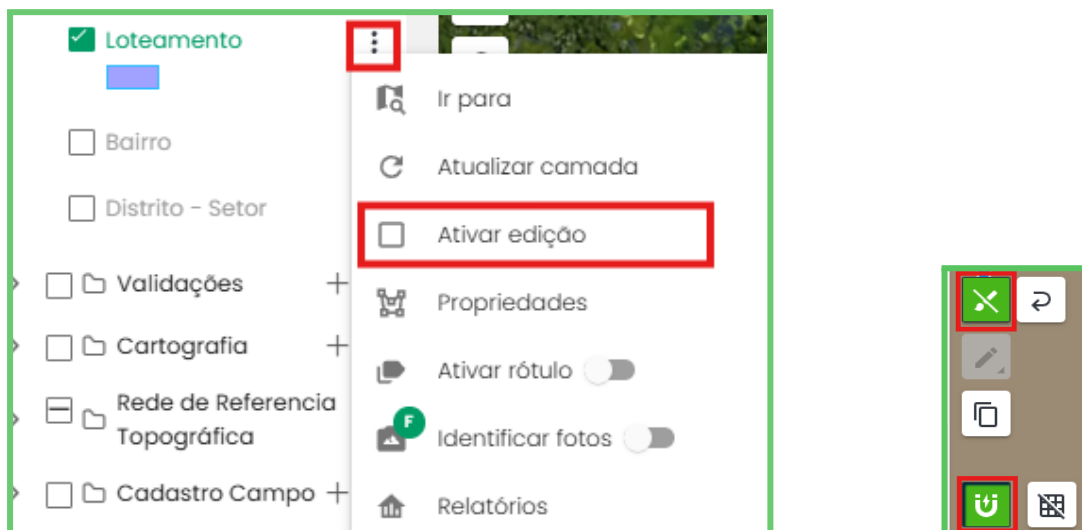 Loteamento
Bairro
Distrito - Setor
Validações
Cartografia
Rede de Referencia
Topográfica
Cadastro Campo
Ir para
Atualizar camada
Ativar edição
Propriedades
Ativar rótulo
F
Identificar fotos
Relatórios